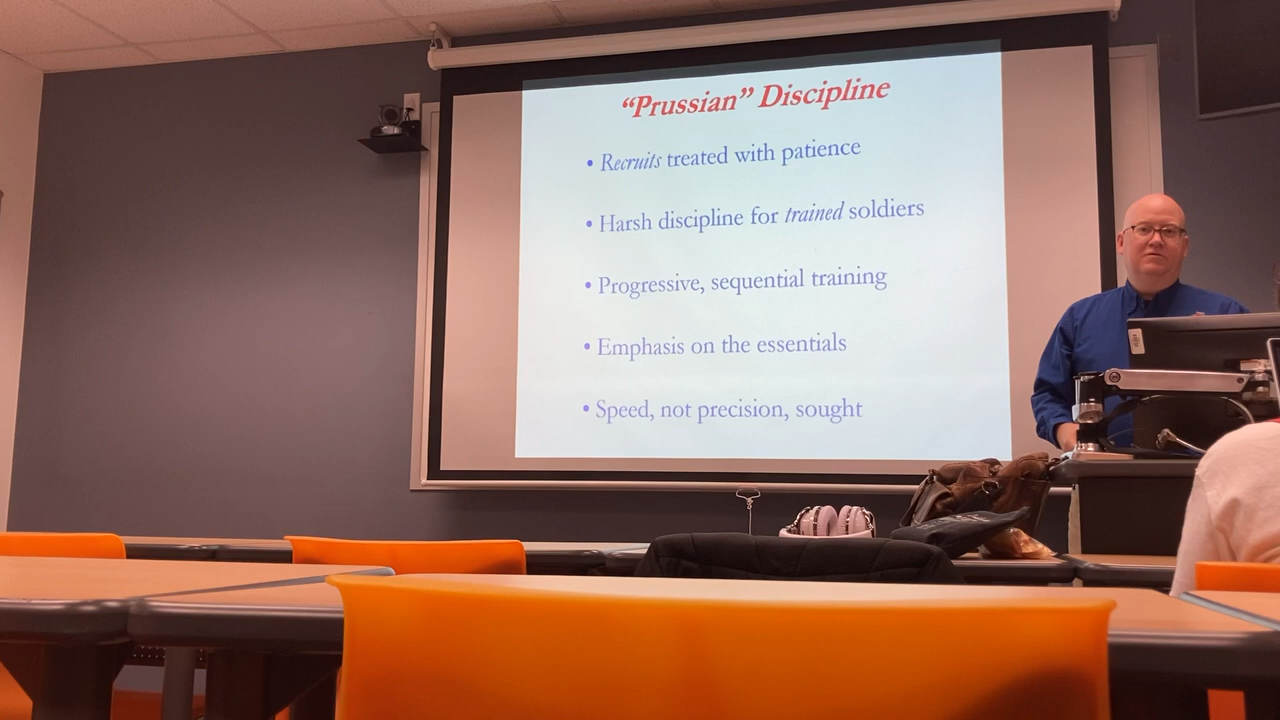 “Prussian” Discipline
• Recruits treated with patience
• Harsh discipline for trained soldiers
• Progressive, sequential training
• Emphasis on the essentials
• Speed, not precision, sought